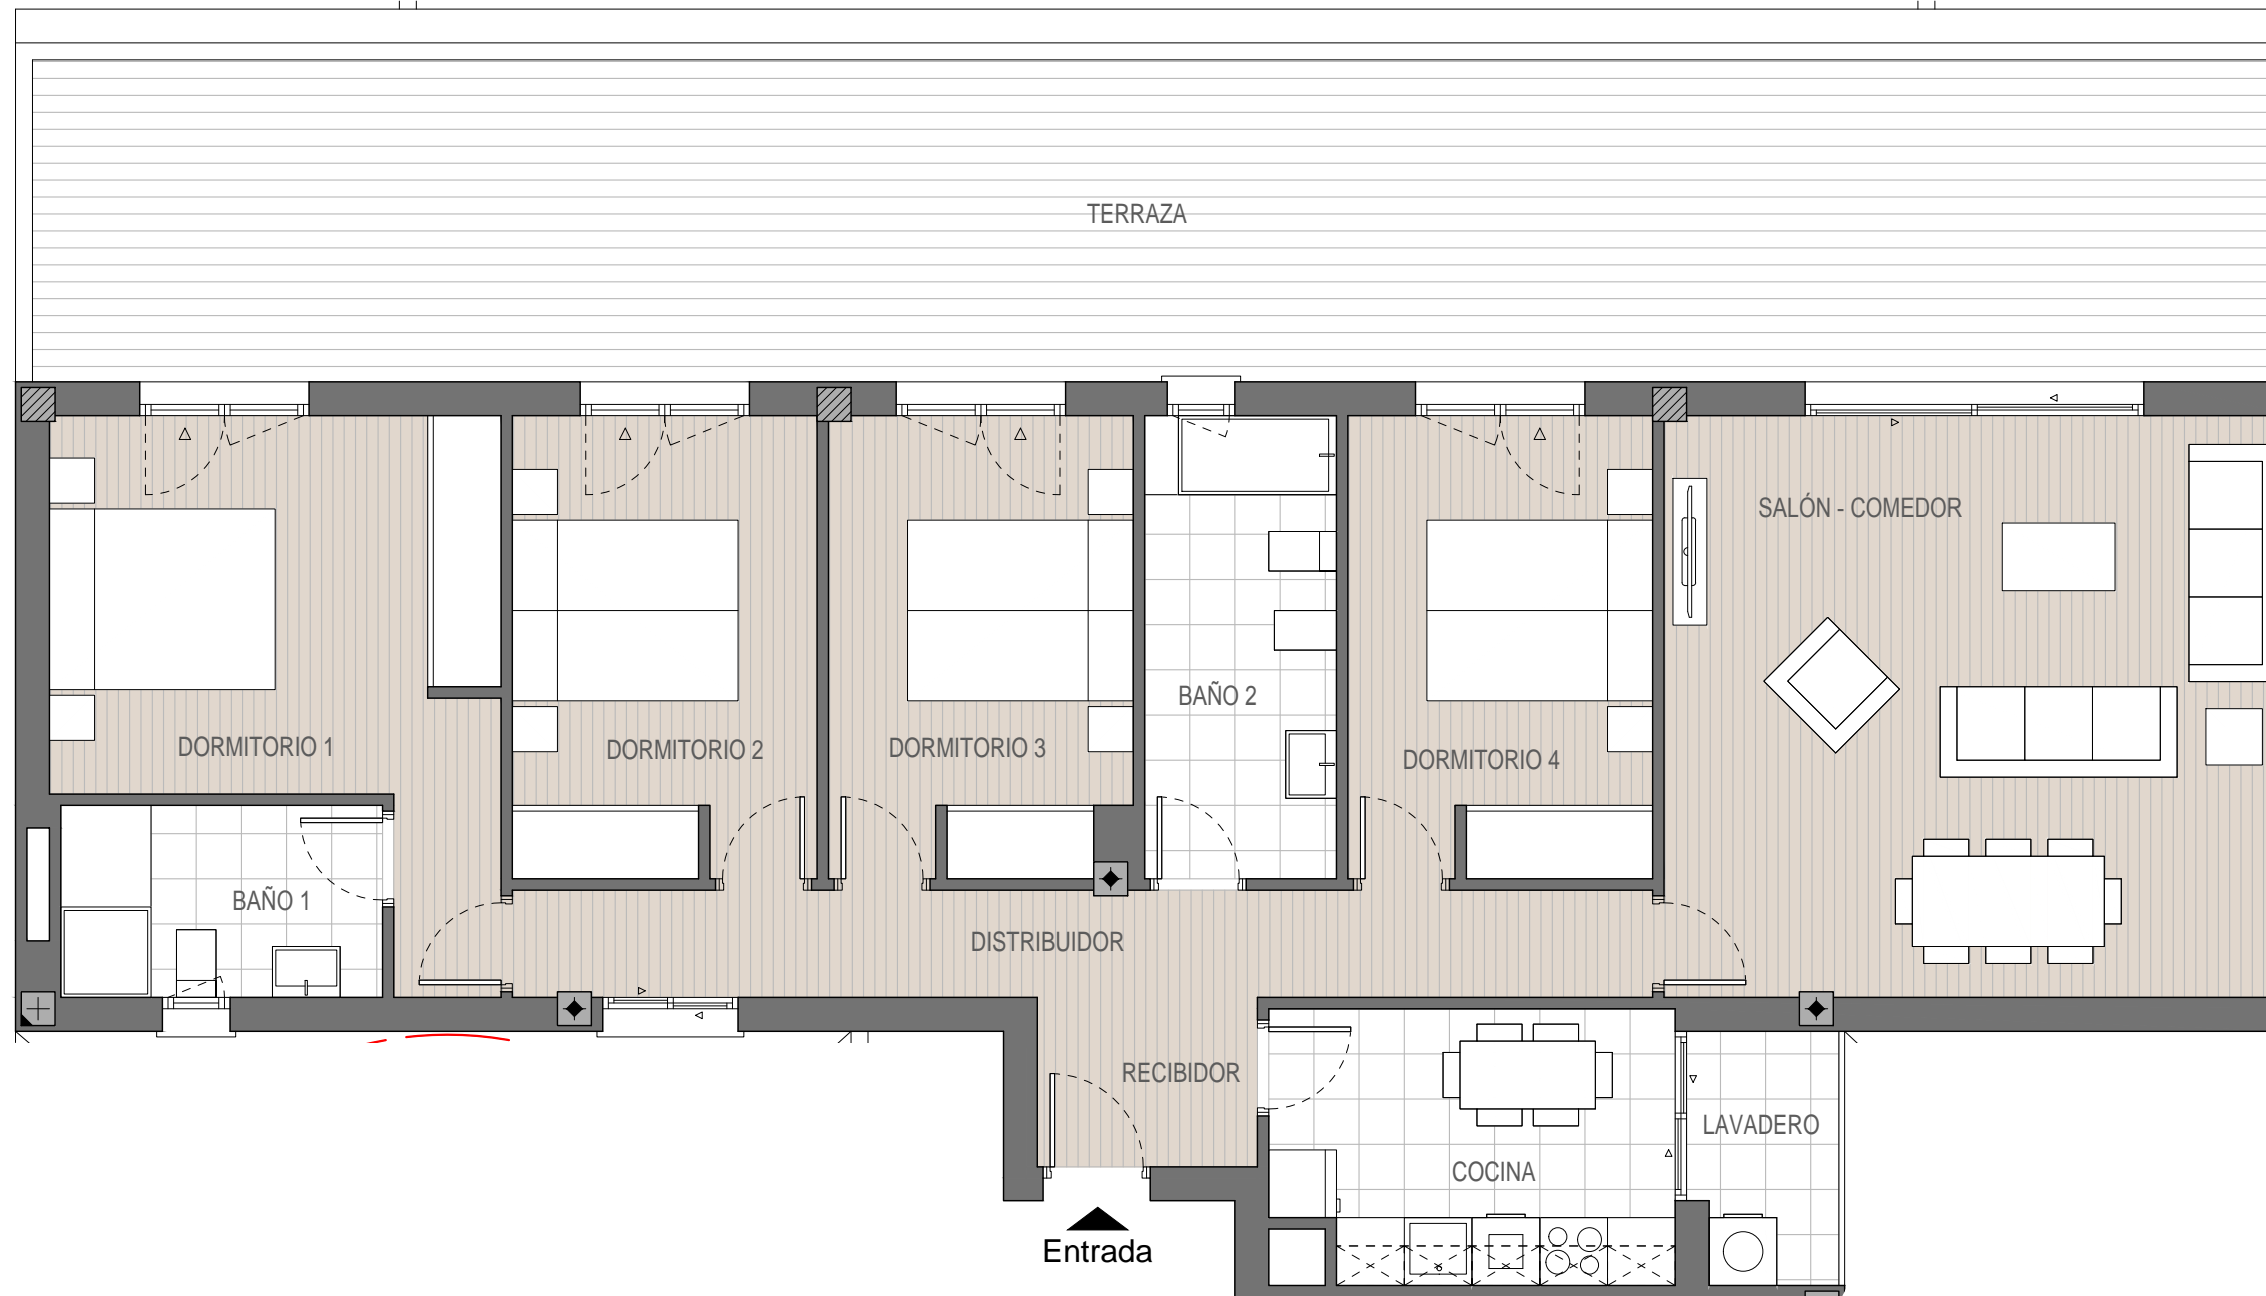 TERRAZA
SALÓN - COMEDOR
BAÑO 2
DORMITORIO 1
DORMITORIO 2
DORMITORIO 3
DORMITORIO 4
BAÑO 1
DISTRIBUIDOR
RECIBIDOR
LAVADERO
COCINA
Entrada